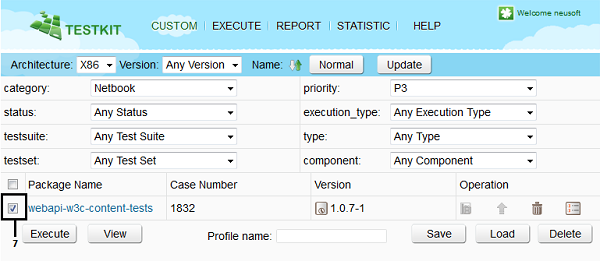 TESTKIT
CUSTOM EXECUTE REPORT STATISTIC HELP
Welcome neusoft
Architecture: X86 Version: Any Version Name: Normal Update
category: Netbook priority: P3
status: Any Status execution_type: Any Execution Type
testsuite: Any Test Suite type: Any Type
testset: Any Test Set component: Any Component
Package Name Case Number Version Operation
webapi-w3c-content-tests 1832 1.0.7-1
7
Execute View Profile name: Save Load Delete